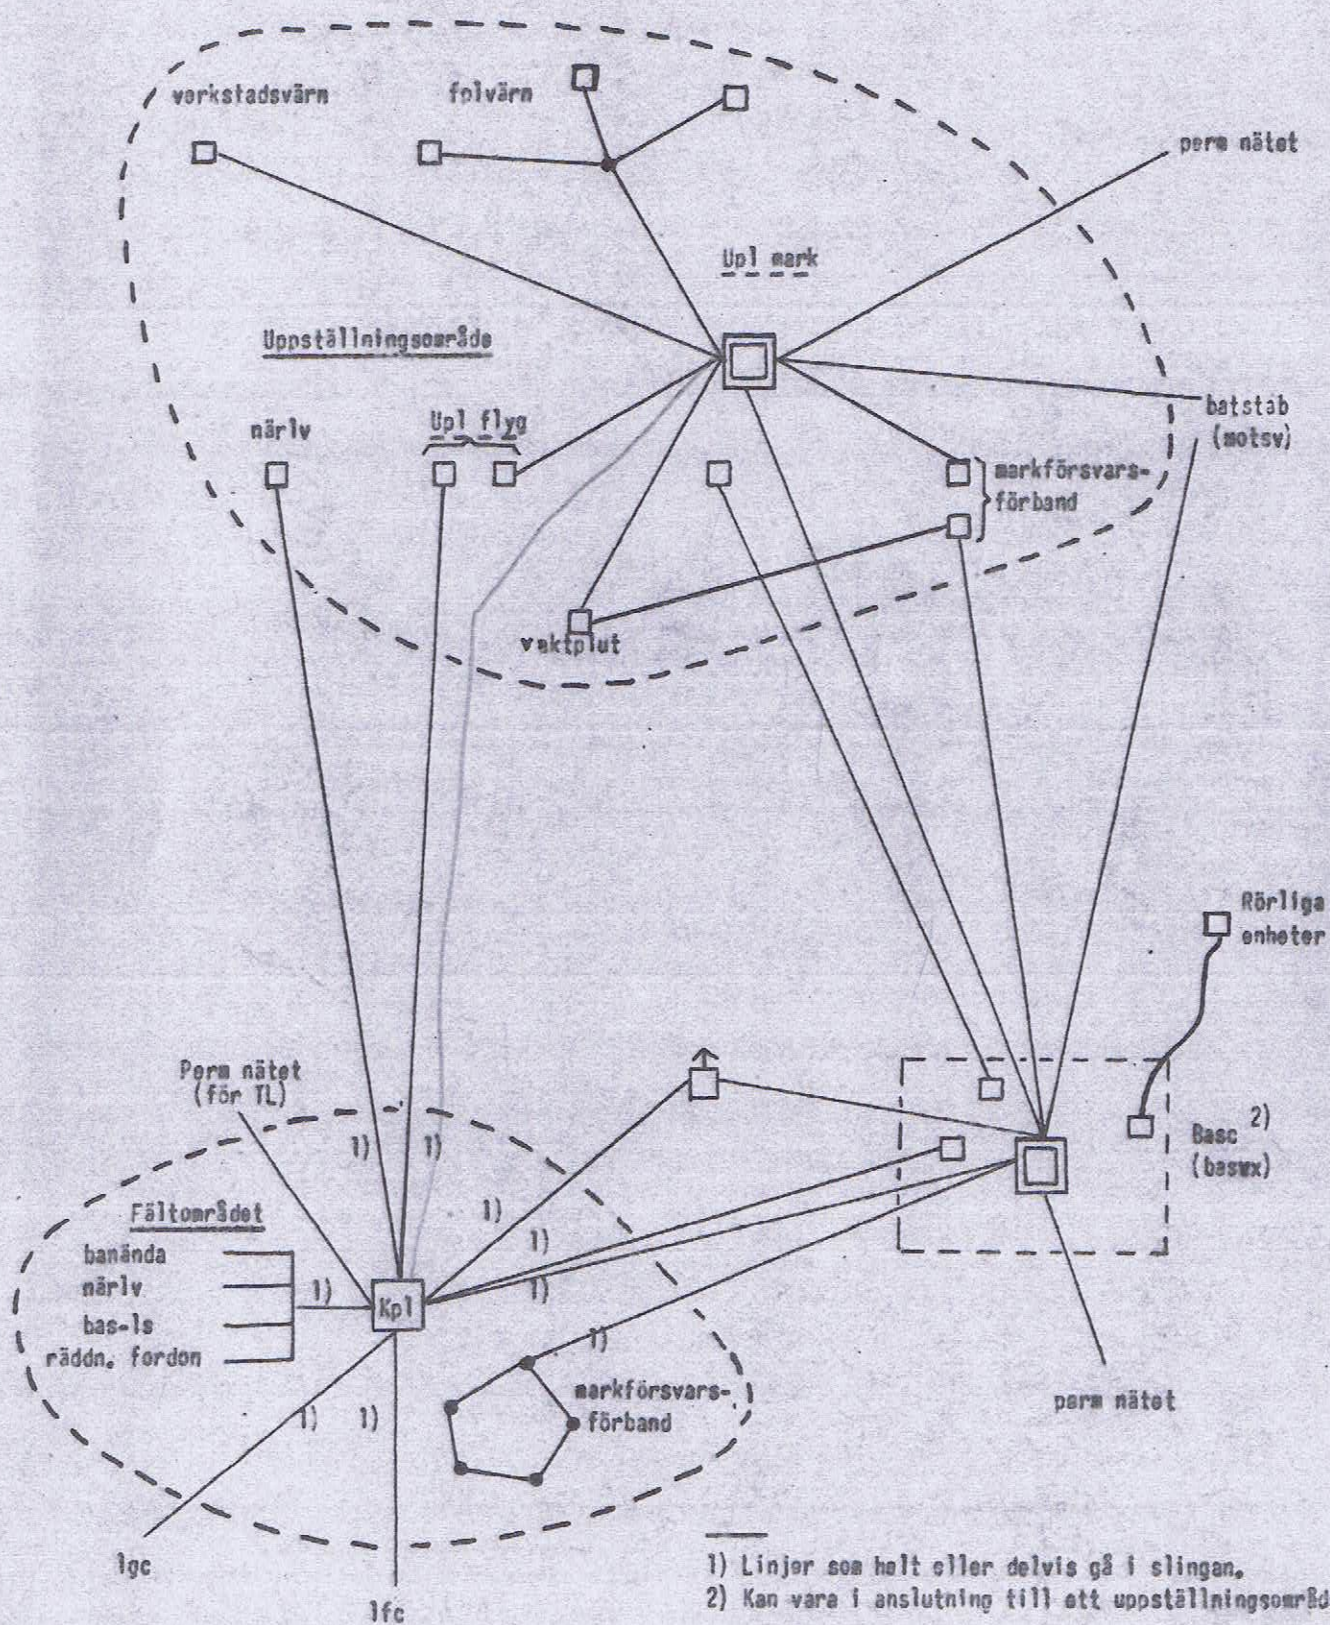 verkstadsvärn
fplvärn
perm nätet
Upl mark
Uppställningsområde
batstab
(motsv)
närlv
Upl flyg
markförsvars-
förband
vaktplut
Rörliga
enheter
Perm nätet
(för TL)
1)
1)
Basc 2)
(basvx)
1)
Fältområdet
1)
banända
närlv
1)
1)
Kpl
bas-ls
1)
räddn. fordon
markförsvars-
förband
perm nätet
1)
1)
lgc
1) Linjer som helt eller delvis gå i slingan.
2) Kan vara i anslutning till ett uppställningsområd
lfc